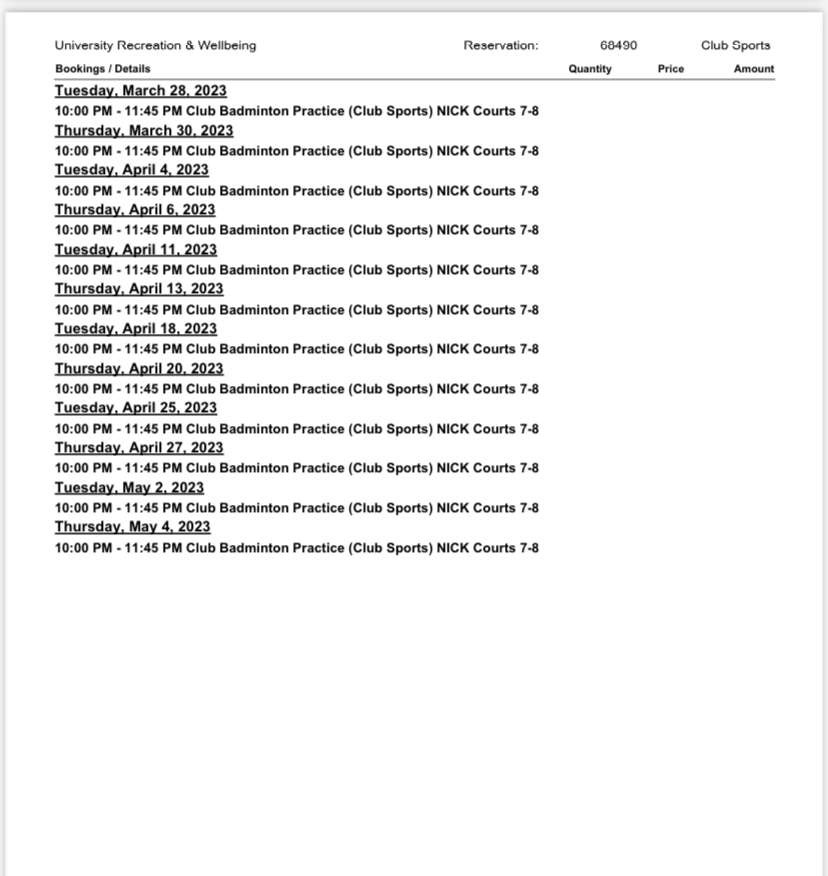 University Recreation & Wellbeing Reservation: 68490 Club Sports
Bookings / Details Quantity Price Amount
Tuesday, March 28, 2023
10:00 PM - 11:45 PM Club Badminton Practice (Club Sports) NICK Courts 7-8
Thursday, March 30, 2023
10:00 PM - 11:45 PM Club Badminton Practice (Club Sports) NICK Courts 7-8
Tuesday, April 4, 2023
10:00 PM - 11:45 PM Club Badminton Practice (Club Sports) NICK Courts 7-8
Thursday, April 6, 2023
10:00 PM - 11:45 PM Club Badminton Practice (Club Sports) NICK Courts 7-8
Tuesday, April 11, 2023
10:00 PM - 11:45 PM Club Badminton Practice (Club Sports) NICK Courts 7-8
Thursday, April 13, 2023
10:00 PM - 11:45 PM Club Badminton Practice (Club Sports) NICK Courts 7-8
Tuesday, April 18, 2023
10:00 PM - 11:45 PM Club Badminton Practice (Club Sports) NICK Courts 7-8
Thursday, April 20, 2023
10:00 PM - 11:45 PM Club Badminton Practice (Club Sports) NICK Courts 7-8
Tuesday, April 25, 2023
10:00 PM - 11:45 PM Club Badminton Practice (Club Sports) NICK Courts 7-8
Thursday, April 27, 2023
10:00 PM - 11:45 PM Club Badminton Practice (Club Sports) NICK Courts 7-8
Tuesday, May 2, 2023
10:00 PM - 11:45 PM Club Badminton Practice (Club Sports) NICK Courts 7-8
Thursday, May 4, 2023
10:00 PM - 11:45 PM Club Badminton Practice (Club Sports) NICK Courts 7-8